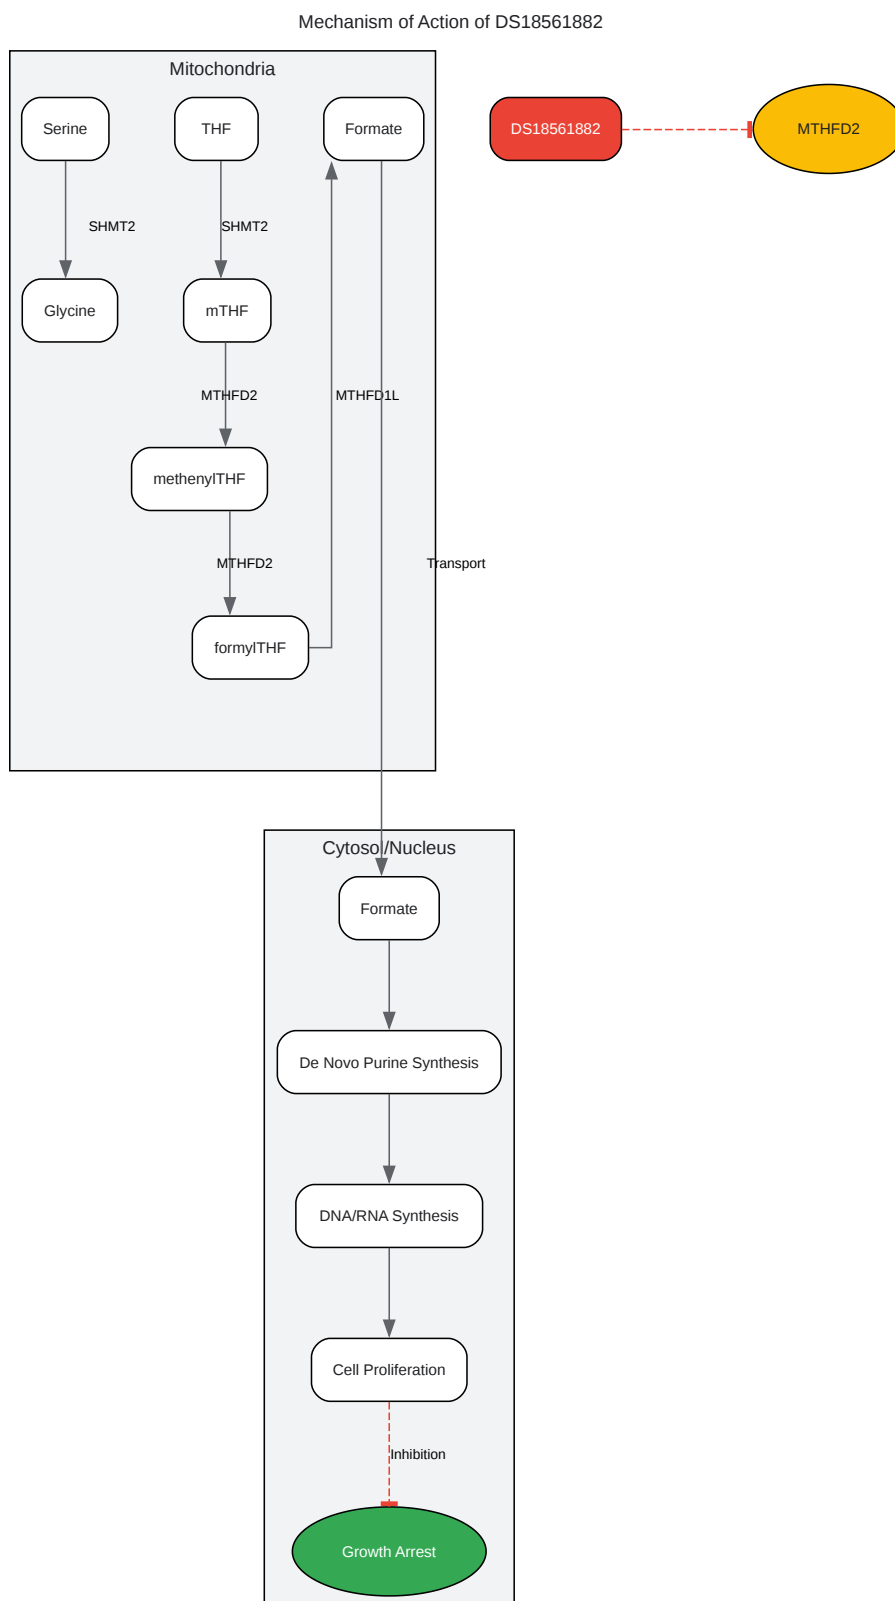 Mechanism of Action of DS18561882
Mitochondria
Serine
THF
Formate
DS18561882
MTHFD2
SHMT2
SHMT2
Glycine
mTHF
MTHFD2
MTHFD1L
methenylTHF
MTHFD2
Transport
formylTHF
Cytosol/Nucleus
Formate
De Novo Purine Synthesis
DNA/RNA Synthesis
Cell Proliferation
Inhibition
Growth Arrest